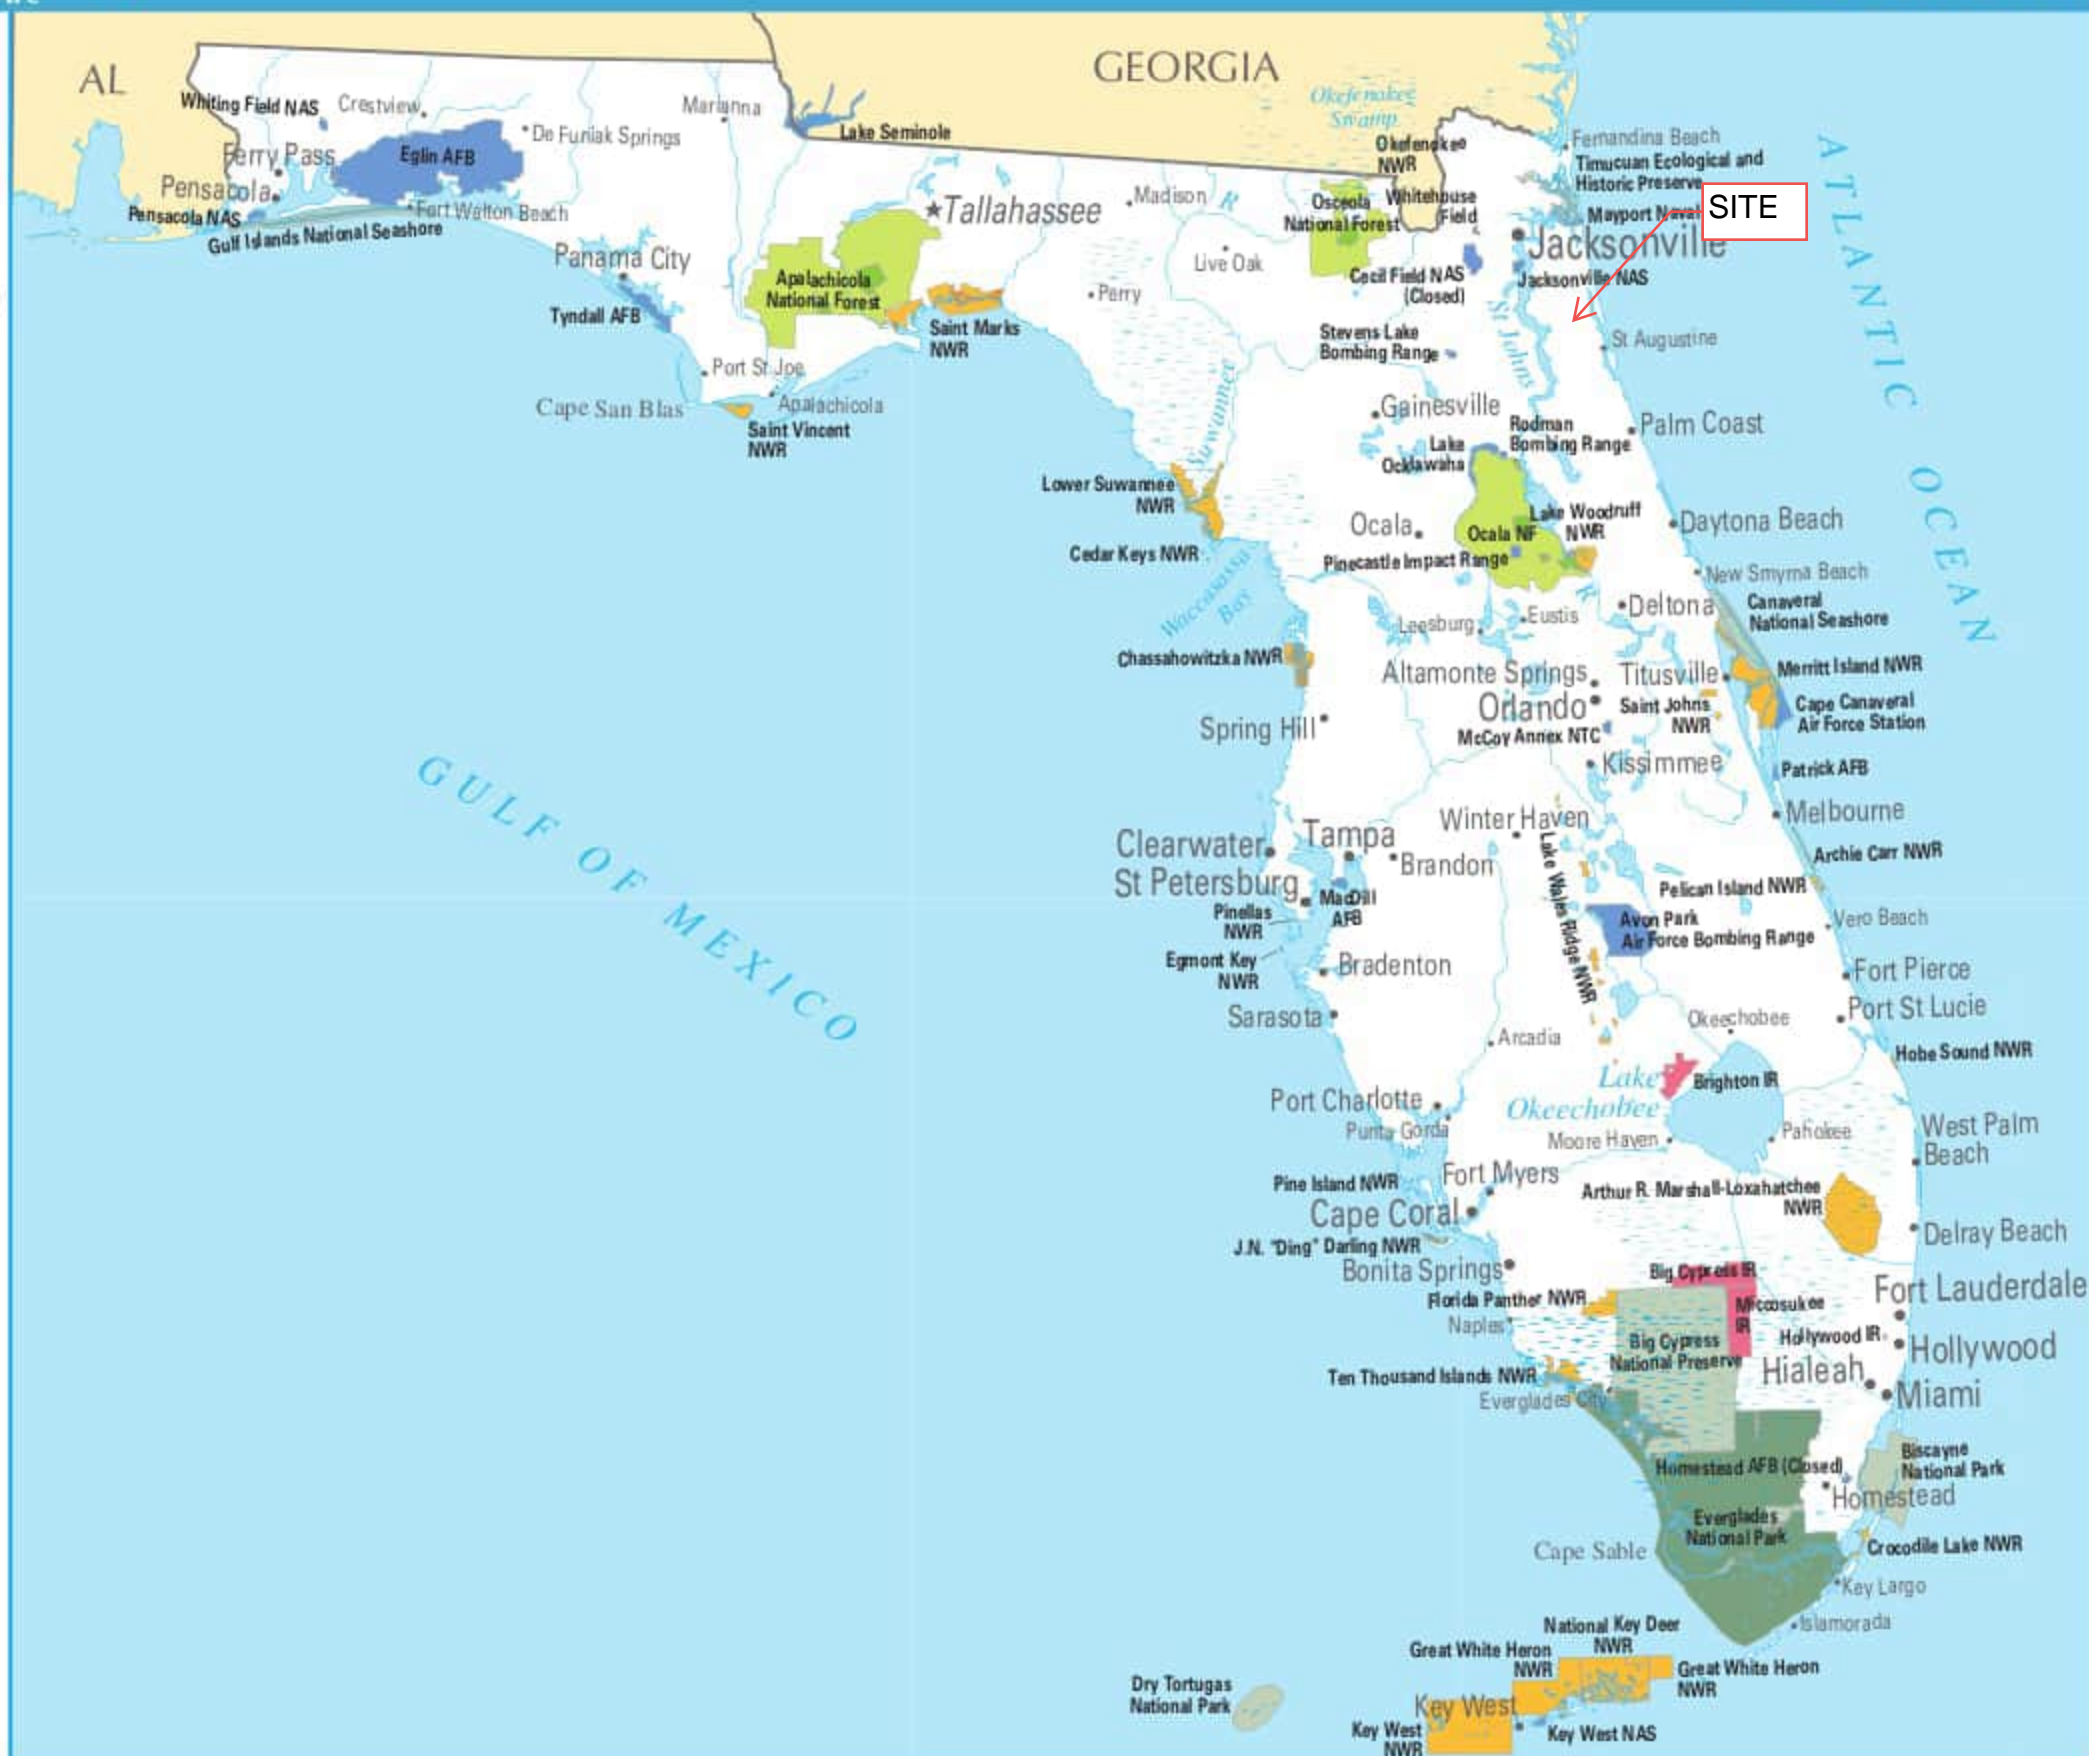 AL
GEORGIA
Okefenokee
Swamp
Whiting Field NAS
Crestview
Marianna
Lake Seminole
De Funiak Springs
Ferry Pass
Eglin AFB
Okefenokee
NWR
Fernandina Beach
Timucuan Ecological and
Historic Preserve
Pensacola
Pensacola NAS
Fort Walton Beach
Gulf Islands National Seashore
Tallahassee
Madison
R
Osceola
National Forest
Whitehouse
Field
Mayport Naval
SITE
Jacksonville
Panama City
Live Oak
Cecil Field NAS
(Closed)
Jacksonville NAS
Apalachicola
National Forest
Perry
Tyndall AFB
Saint Marks
NWR
Stevens Lake
Bombing Range
St Johns
St Augustine
Port St Joe
Cape San Blas
Apalachicola
Saint Vincent
NWR
Suwannee
Gainesville
Rodman
Bombing Range
Palm Coast
Lake
Ocklawaha
Lower Suwannee
NWR
Ocala
Ocala NF
Lake Woodruff
NWR
Daytona Beach
Cedar Keys NWR
Pinecastle Impact Range
New Smyrna Beach
Waccasassa
Bay
R
Leesburg
Eustis
Deltona
Canaveral
National Seashore
Chassahowitzka NWR
Altamonte Springs
Titusville
Merritt Island NWR
Orlando
Saint Johns
NWR
Cape Canaveral
Air Force Station
Spring Hill
McCoy Annex NTC
Kissimmee
Patrick AFB
ATLANTIC OCEAN
GULF OF MEXICO
Winter Haven
Melbourne
Clearwater
Tampa
Brandon
Archie Carr NWR
St Petersburg
MacDill
AFB
Lake Wales Ridge NWR
Pelican Island NWR
Pinellas
NWR
Avon Park
Air Force Bombing Range
Vero Beach
Egmont Key
NWR
Bradenton
Fort Pierce
Sarasota
Arcadia
Okeechobee
Port St Lucie
Hobe Sound NWR
Lake
Okeechobee
Brighton IR
Port Charlotte
Punta Gorda
Moore Haven
Pahokee
West Palm
Beach
Pine Island NWR
Fort Myers
Arthur R. Marshall-Loxahatchee
NWR
Cape Coral
Delray Beach
J.N. "Ding" Darling NWR
Bonita Springs
Big Cypress IR
Fort Lauderdale
Florida Panther NWR
Miccosukee
IR
Naples
Big Cypress
National Preserve
Hollywood IR
Hollywood
Ten Thousand Islands NWR
Hialeah
Everglades City
Miami
Homestead AFB (Closed)
Biscayne
National Park
Homestead
Everglades
National Park
Cape Sable
Crocodile Lake NWR
Key Largo
Islamorada
National Key Deer
NWR
Great White Heron
NWR
Great White Heron
NWR
Dry Tortugas
National Park
Key West
Key West
NWR
Key West NAS